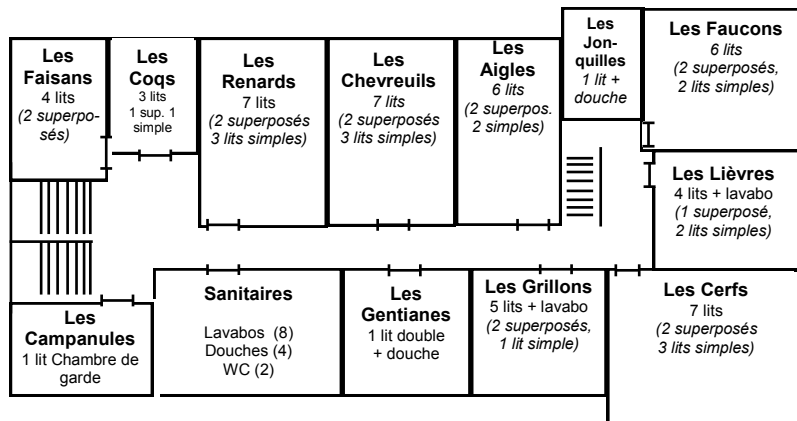 Les
Faisans
4 lits
(2 superpo-
sés)
Les
Coqs
3 lits
1 sup. 1
simple
Les
Renards
7 lits
(2 superposés
3 lits simples)
Les
Chevreuils
7 lits
(2 superposés
3 lits simples)
Les
Aigles
6 lits
(2 superpos.
2 simples)
Les
Jon-
quilles
1 lit +
douche
Les Faucons
6 lits
(2 superposés,
2 lits simples)
Les Lièvres
4 lits + lavabo
(1 superposé,
2 lits simples)
Les
Campanules
1 lit Chambre de
garde
Sanitaires
Lavabos (8)
Douches (4)
WC (2)
Les
Gentianes
1 lit double
+ douche
Les Grillons
5 lits + lavabo
(2 superposés,
1 lit simple)
Les Cerfs
7 lits
(2 superposés
3 lits simples)